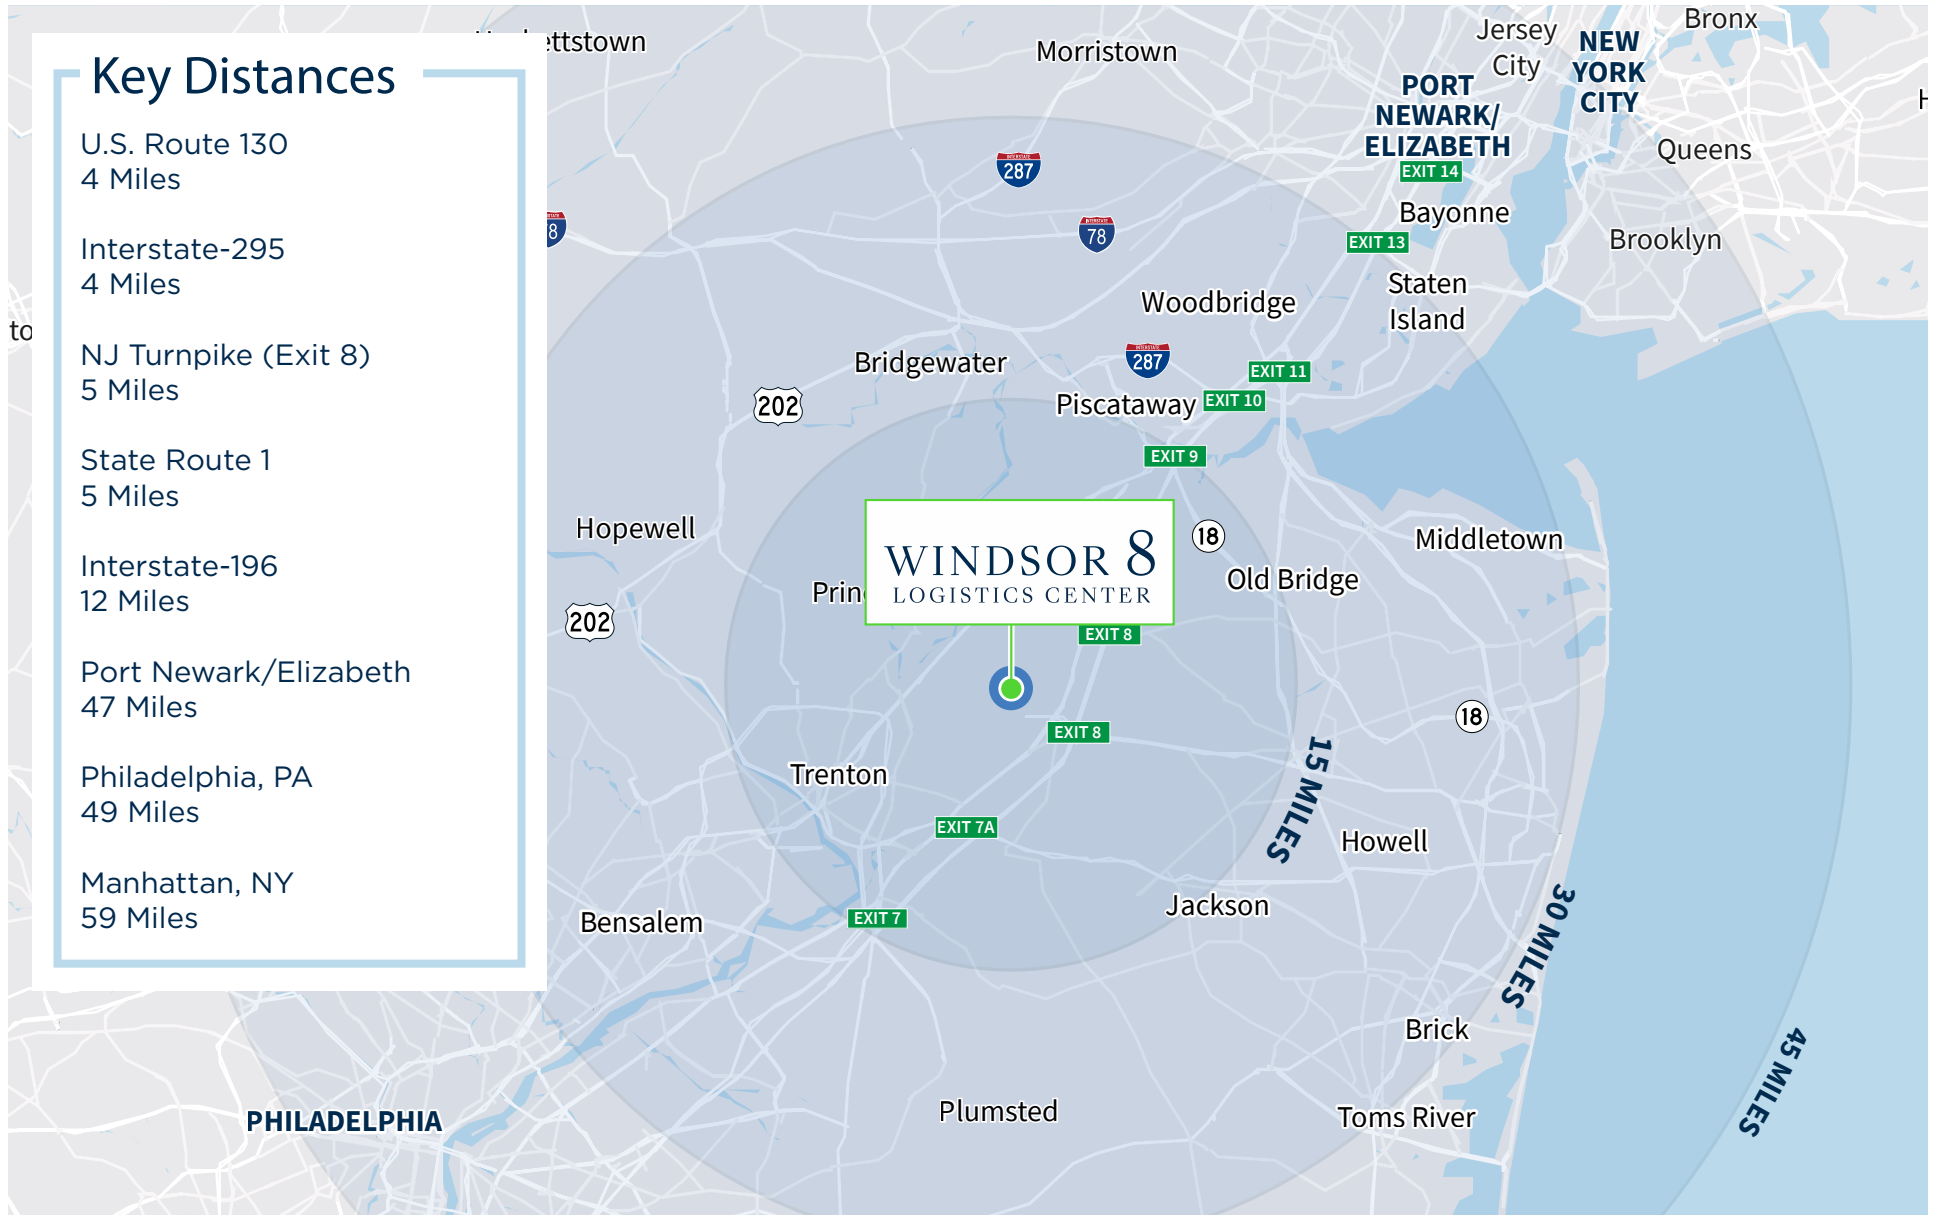 Key Distances
U.S. Route 130
4 Miles
Interstate-295
4 Miles
NJ Turnpike (Exit 8)
5 Miles
State Route 1
5 Miles
Interstate-196
12 Miles
Port Newark/Elizabeth
47 Miles
Philadelphia, PA
49 Miles
Manhattan, NY
59 Miles
Morristown
Jersey
City
NEW
YORK
CITY
Bronx
PORT
NEWARK/
ELIZABETH
EXIT 14
Queens
INTERSTATE
287
Bayonne
INTERSTATE
78
8
EXIT 13
Brooklyn
Staten
Island
Woodbridge
Bridgewater
INTERSTATE
287
EXIT 11
202
Piscataway
EXIT 10
EXIT 9
Hopewell
WINDSOR 8
LOGISTICS CENTER
18
Middletown
Old Bridge
202
EXIT 8
18
EXIT 8
Trenton
15 MILES
EXIT 7A
Howell
Jackson
EXIT 7
Bensalem
30 MILES
Brick
45 MILES
PHILADELPHIA
Plumsted
Toms River